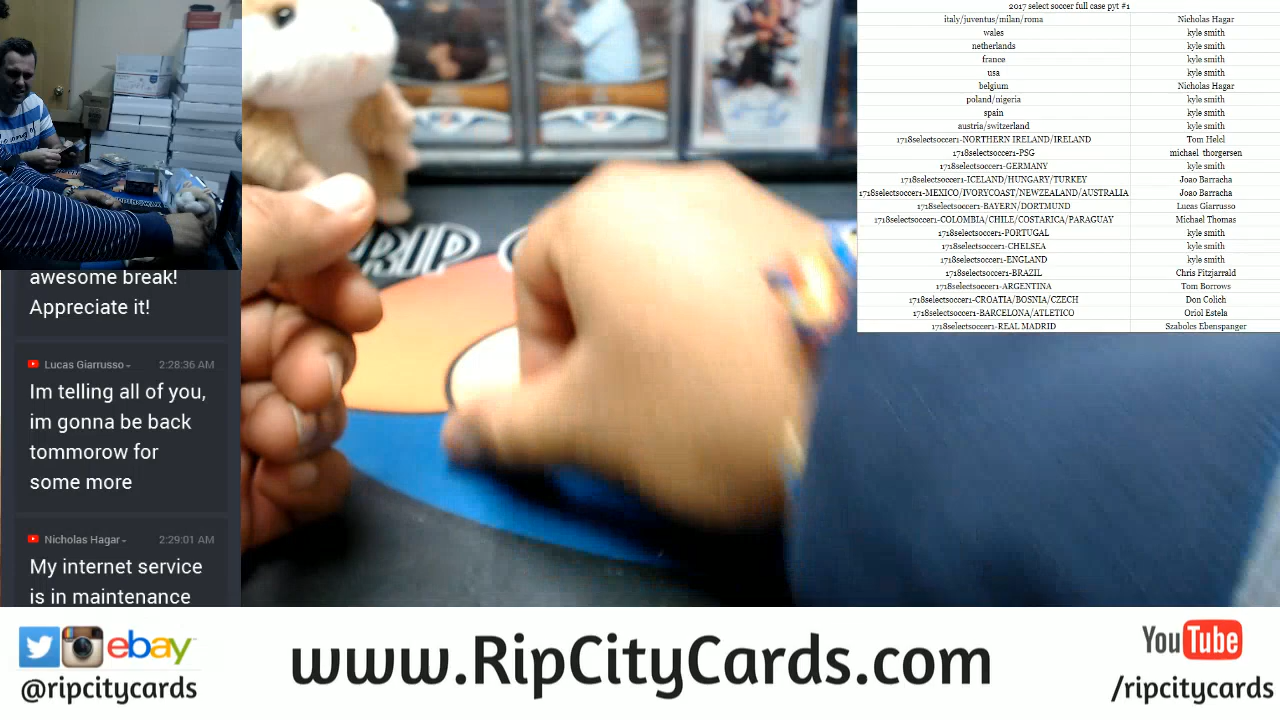 2017 select soccer full case pyt #1
italy/juventus/milan/roma Nicholas Hagar
wales kyle smith
netherlands kyle smith
france kyle smith
usa kyle smith
belgium Nicholas Hagar
poland/nigeria kyle smith
spain kyle smith
austria/switzerland kyle smith
1718selectsoccer1-NORTHERN IRELAND/IRELAND Tom Helcl
1718selectsoccer1-PSG michael thorgersen
1718selectsoccer1-GERMANY kyle smith
1718selectsoccer1-ICELAND/HUNGARY/TURKEY Joao Barracha
1718selectsoccer1-MEXICO/IVORYCOAST/NEWZEALAND/AUSTRALIA Joao Barracha
1718selectsoccer1-BAYERN/DORTMUND Lucas Giarrusso
1718selectsoccer1-COLOMBIA/CHILE/COSTARICA/PARAGUAY Michael Thomas
1718selectsoccer1-PORTUGAL kyle smith
1718selectsoccer1-CHELSEA kyle smith
1718selectsoccer1-ENGLAND kyle smith
1718selectsoccer1-BRAZIL Chris Fitzjarrald
1718selectsoccer1-ARGENTINA Tom Borrows
1718selectsoccer1-CROATIA/BOSNIA/CZECH Don Colich
1718selectsoccer1-BARCELONA/ATLETICO Oriol Estela
1718selectsoccer1-REAL MADRID Szabolcs Ebenspanger
RIP
awesome break!
Appreciate it!
Lucas Giarrusso 2:28:36 AM
Im telling all of you,
im gonna be back
tommorow for
some more
Nicholas Hagar 2:29:01 AM
My internet service
is in maintenance
ebay
@ripcitycards
www.RipCityCards.com
YouTube
/ripcitycards